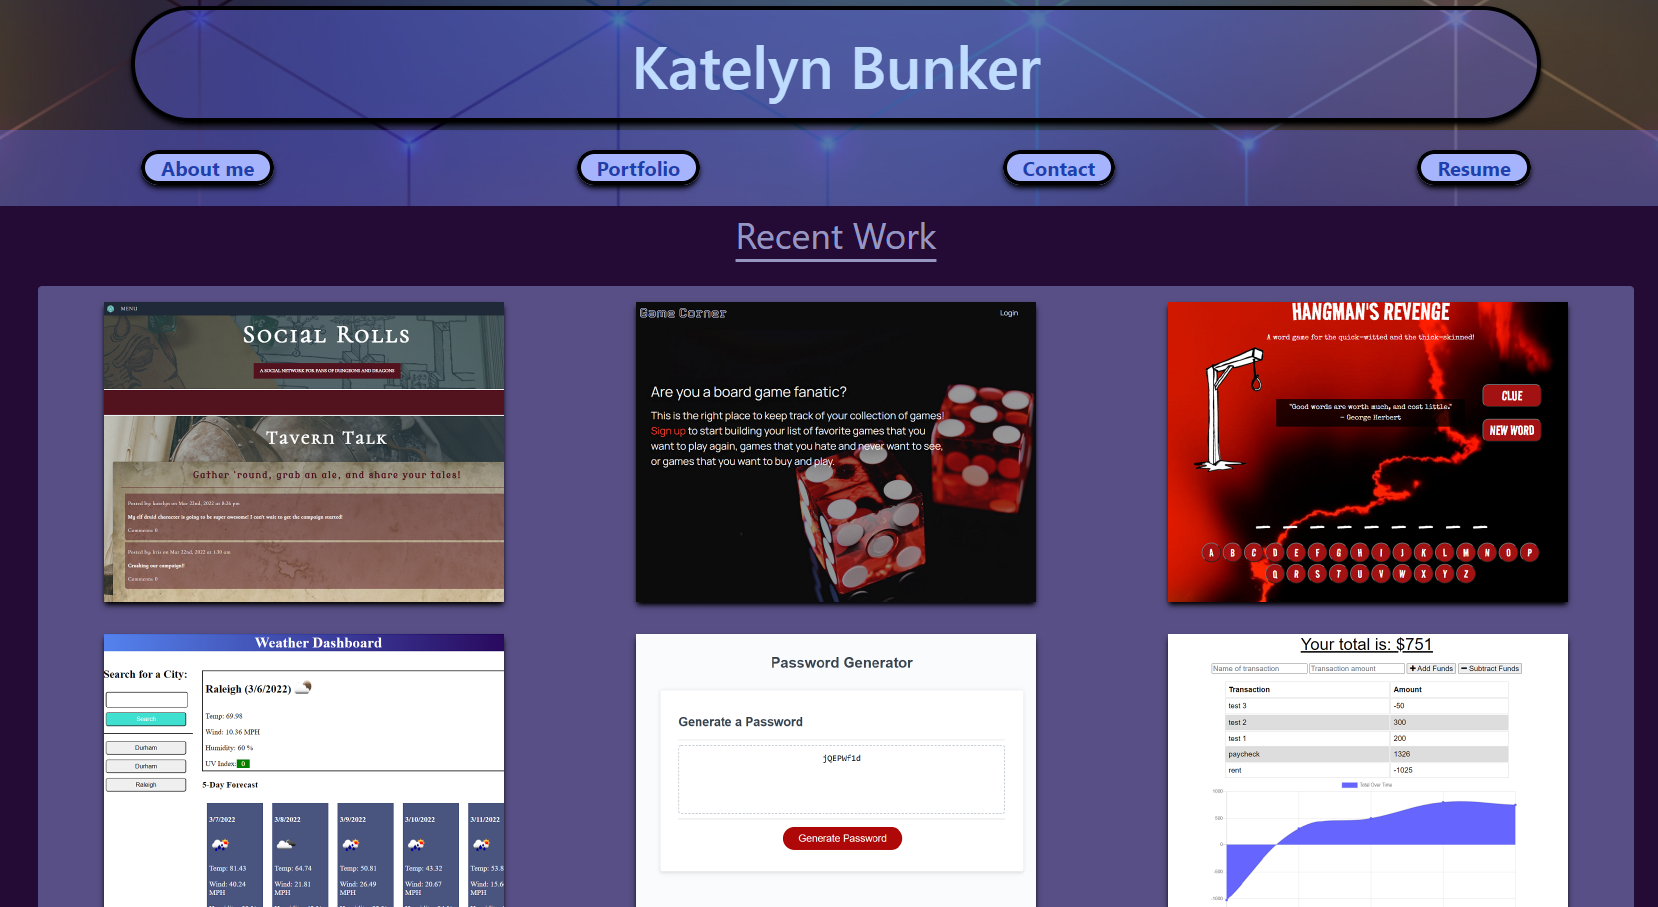 Katelyn Bunker
About me
Portfolio
Contact
Resume
Recent Work
MENU
Social Rolls
A SOCIAL NETWORK FOR FANS OF DUNGEONS AND DRAGONS
Tavern Talk
Gather 'round, grab an ale, and share your tales!
Posted by: katelyn on Mar 22nd, 2022 at 8:26 pm
My elf druid character is going to be super awesome! I can't wait to get the campaign started!
Comments: 0
Posted by: kris on Mar 22nd, 2022 at 1:30 am
Crushing our campaign!!
Comments: 0
Game Corner
Login
Are you a board game fanatic?
This is the right place to keep track of your collection of games!
Sign up to start building your list of favorite games that you
want to play again, games that you hate and never want to see,
or games that you want to buy and play.
HANGMAN'S REVENGE
A word game for the quick-witted and the thick-skinned!
"Good words are worth much, and cost little."
– George Herbert
CLUE
NEW WORD
A B C D E F G H I J K L M N O P
Q R S T U V W X Y Z
Weather Dashboard
Search for a City:
Search
Durham
Durham
Raleigh
Raleigh (3/6/2022)
Temp: 69.98
Wind: 10.36 MPH
Humidity: 60 %
UV Index: 0
5-Day Forecast
3/7/2022 3/8/2022 3/9/2022 3/10/2022 3/11/2022
Temp: 81.43 Temp: 64.74 Temp: 50.81 Temp: 43.32 Temp: 53.8
Wind: 40.24 Wind: 21.81 Wind: 26.49 Wind: 20.67 Wind: 15.6
MPH MPH MPH MPH MPH
Password Generator
Generate a Password
jQEPWf1d
Generate Password
Your total is: $751
Name of transaction Transaction amount Add Funds Subtract Funds
Transaction Amount
test 3 -50
test 2 300
test 1 200
paycheck 1326
rent -1025
Total Over Time
1000
500
0
-500
-1000